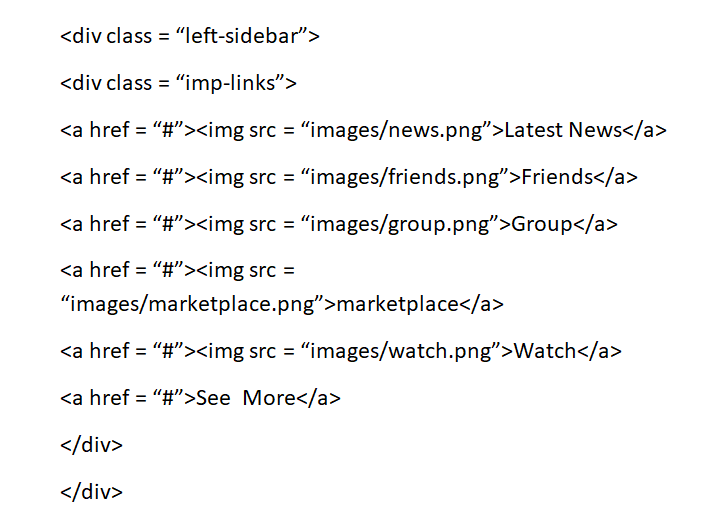 <div class = “left-sidebar”>
<div class = “imp-links”>
<a href = “#”><img src = “images/news.png”>Latest News</a>
<a href = “#”><img src = “images/friends.png”>Friends</a>
<a href = “#”><img src = “images/group.png”>Group</a>
<a href = “#”><img src =
“images/marketplace.png”>marketplace</a>
<a href = “#”><img src = “images/watch.png”>Watch</a>
<a href = “#”>See  More</a>
</div>
</div>